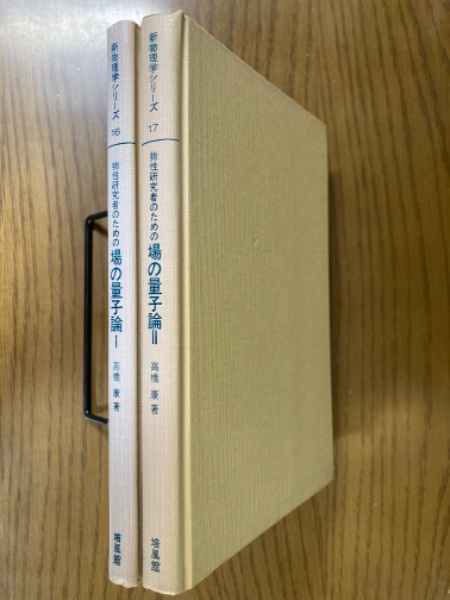 新物理学シリーズ 16
物性研究者のための
場の量子論 I
高橋 康 著
培風館
新物理学シリーズ 17
物性研究者のための
場の量子論 II
高橋 康 著
培風館